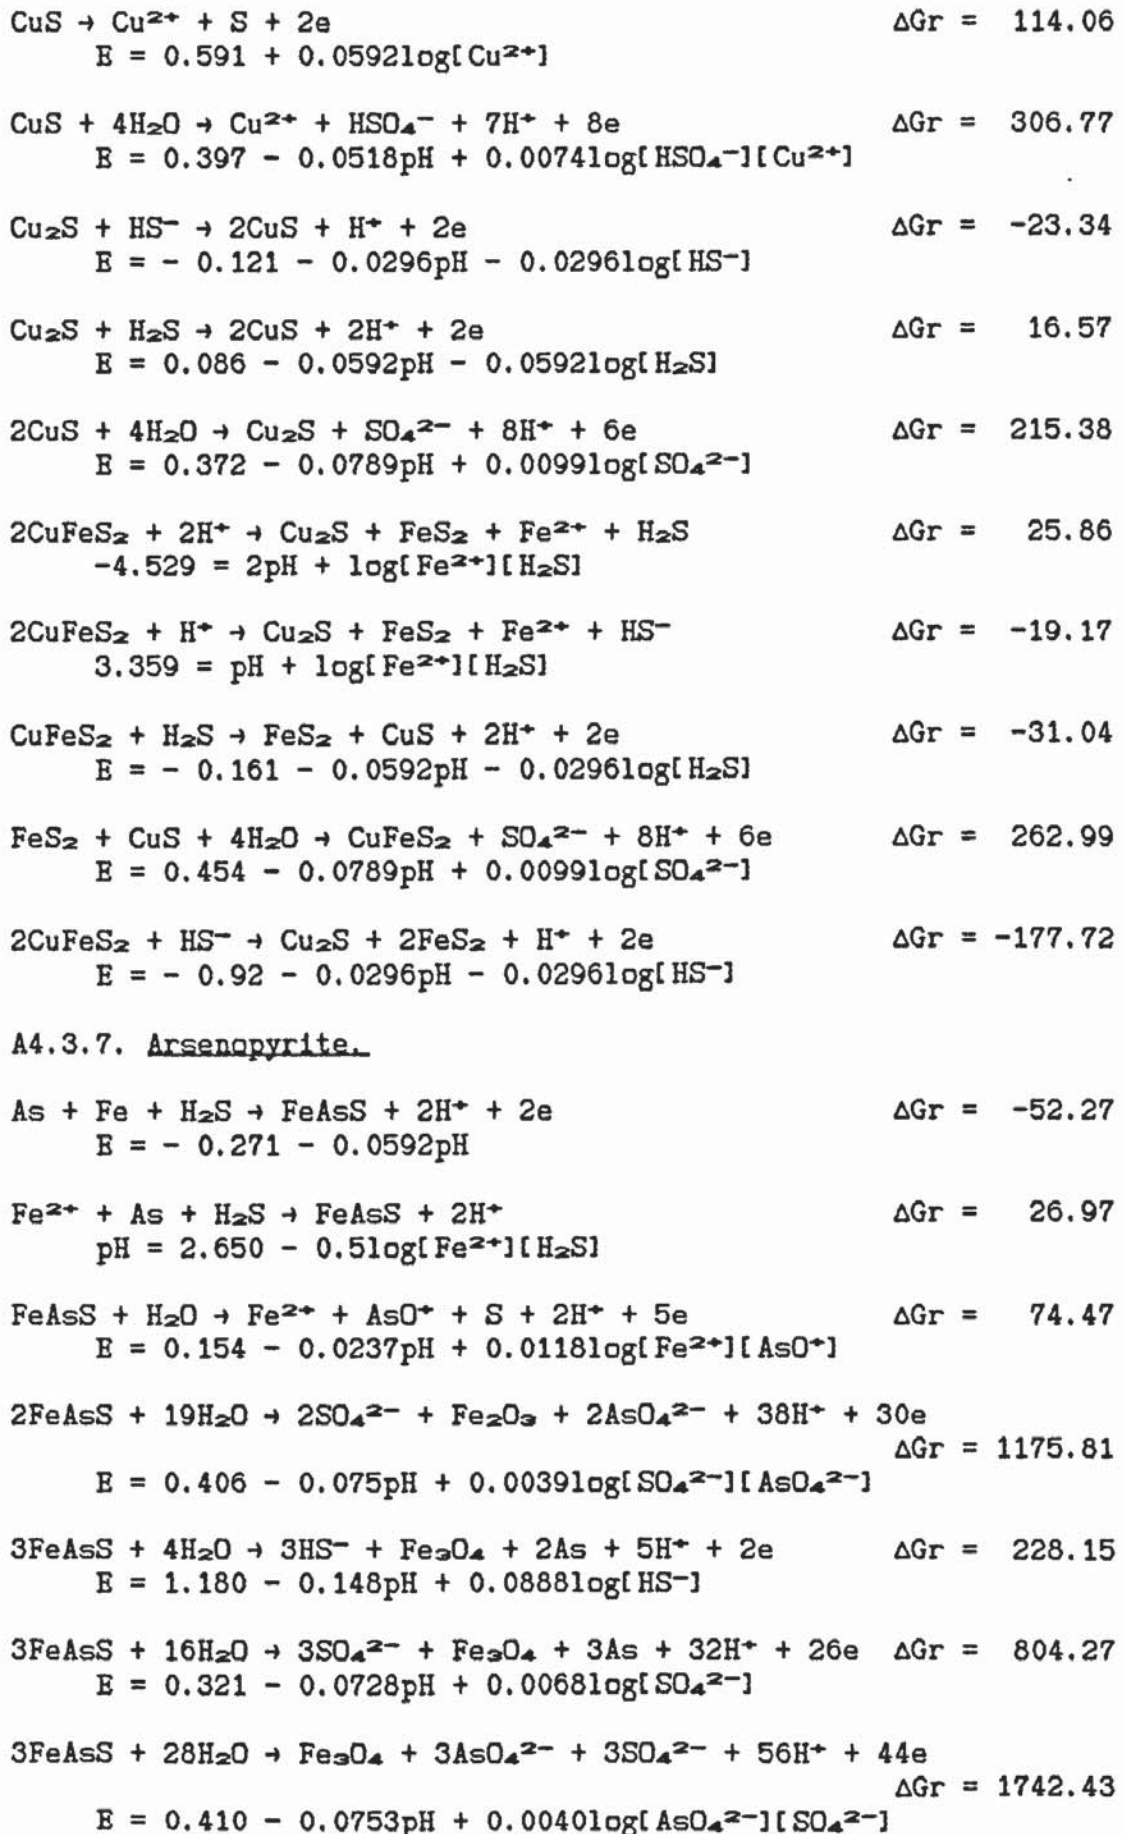 CuS → Cu²⁺ + S + 2e ΔGr = 114.06
E = 0.591 + 0.0592log[Cu²⁺]
CuS + 4H₂O → Cu²⁺ + HSO₄⁻ + 7H⁺ + 8e ΔGr = 306.77
E = 0.397 - 0.0518pH + 0.0074log[HSO₄⁻][Cu²⁺]
Cu₂S + HS⁻ → 2CuS + H⁺ + 2e ΔGr = -23.34
E = - 0.121 - 0.0296pH - 0.0296log[HS⁻]
Cu₂S + H₂S → 2CuS + 2H⁺ + 2e ΔGr = 16.57
E = 0.086 - 0.0592pH - 0.0592log[H₂S]
2CuS + 4H₂O → Cu₂S + SO₄²⁻ + 8H⁺ + 6e ΔGr = 215.38
E = 0.372 - 0.0789pH + 0.0099log[SO₄²⁻]
2CuFeS₂ + 2H⁺ → Cu₂S + FeS₂ + Fe²⁺ + H₂S ΔGr = 25.86
-4.529 = 2pH + log[Fe²⁺][H₂S]
2CuFeS₂ + H⁺ → Cu₂S + FeS₂ + Fe²⁺ + HS⁻ ΔGr = -19.17
3.359 = pH + log[Fe²⁺][H₂S]
CuFeS₂ + H₂S → FeS₂ + CuS + 2H⁺ + 2e ΔGr = -31.04
E = - 0.161 - 0.0592pH - 0.0296log[H₂S]
FeS₂ + CuS + 4H₂O → CuFeS₂ + SO₄²⁻ + 8H⁺ + 6e ΔGr = 262.99
E = 0.454 - 0.0789pH + 0.0099log[SO₄²⁻]
2CuFeS₂ + HS⁻ → Cu₂S + 2FeS₂ + H⁺ + 2e ΔGr = -177.72
E = - 0.92 - 0.0296pH - 0.0296log[HS⁻]
A4.3.7. Arsenopyrite.
As + Fe + H₂S → FeAsS + 2H⁺ + 2e ΔGr = -52.27
E = - 0.271 - 0.0592pH
Fe²⁺ + As + H₂S → FeAsS + 2H⁺ ΔGr = 26.97
pH = 2.650 - 0.5log[Fe²⁺][H₂S]
FeAsS + H₂O → Fe²⁺ + AsO⁺ + S + 2H⁺ + 5e ΔGr = 74.47
E = 0.154 - 0.0237pH + 0.0118log[Fe²⁺][AsO⁺]
2FeAsS + 19H₂O → 2SO₄²⁻ + Fe₂O₃ + 2AsO₄²⁻ + 38H⁺ + 30e
ΔGr = 1175.81
E = 0.406 - 0.075pH + 0.0039log[SO₄²⁻][AsO₄²⁻]
3FeAsS + 4H₂O → 3HS⁻ + Fe₃O₄ + 2As + 5H⁺ + 2e ΔGr = 228.15
E = 1.180 - 0.148pH + 0.0888log[HS⁻]
3FeAsS + 16H₂O → 3SO₄²⁻ + Fe₃O₄ + 3As + 32H⁺ + 26e ΔGr = 804.27
E = 0.321 - 0.0728pH + 0.0068log[SO₄²⁻]
3FeAsS + 28H₂O → Fe₃O₄ + 3AsO₄²⁻ + 3SO₄²⁻ + 56H⁺ + 44e
ΔGr = 1742.43
E = 0.410 - 0.0753pH + 0.0040log[AsO₄²⁻][SO₄²⁻]